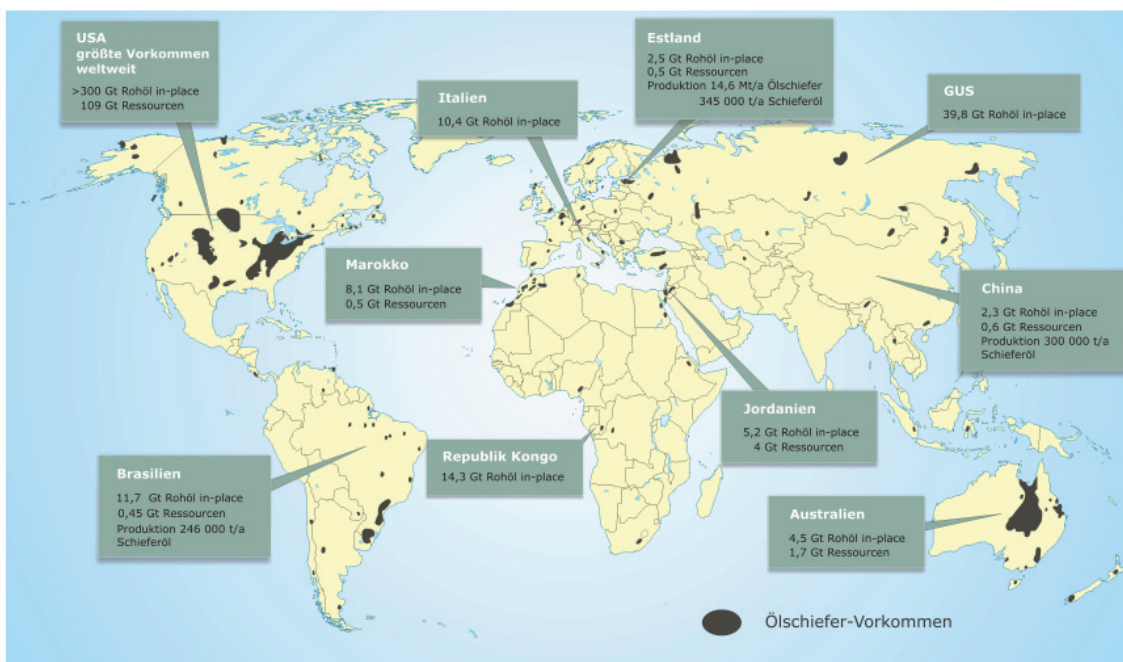 USA
größte Vorkommen
weltweit
>300 Gt Rohöl in-place
109 Gt Ressourcen
Italien
10,4 Gt Rohöl in-place
Estland
2,5 Gt Rohöl in-place
0,5 Gt Ressourcen
Produktion 14,6 Mt/a Ölschiefer
345 000 t/a Schieferöl
GUS
39,8 Gt Rohöl in-place
Marokko
8,1 Gt Rohöl in-place
0,5 Gt Ressourcen
China
2,3 Gt Rohöl in-place
0,6 Gt Ressourcen
Produktion 300 000 t/a
Schieferöl
Jordanien
5,2 Gt Rohöl in-place
4 Gt Ressourcen
Republik Kongo
14,3 Gt Rohöl in-place
Brasilien
11,7 Gt Rohöl in-place
0,45 Gt Ressourcen
Produktion 246 000 t/a
Schieferöl
Australien
4,5 Gt Rohöl in-place
1,7 Gt Ressourcen
Ölschiefer-Vorkommen